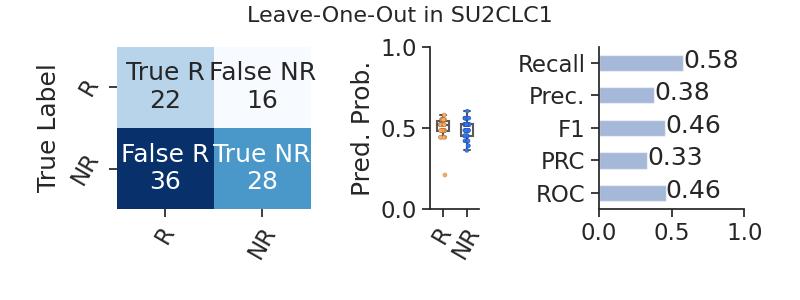 Leave-One-Out in SU2CLC1
True Label
R
NR
True R
22
False NR
16
False R
36
True NR
28
R
NR
Pred. Prob.
1.0
0.5
0.0
R
NR
Recall
Prec.
F1
PRC
ROC
0.58
0.38
0.46
0.33
0.46
0.0 0.5 1.0